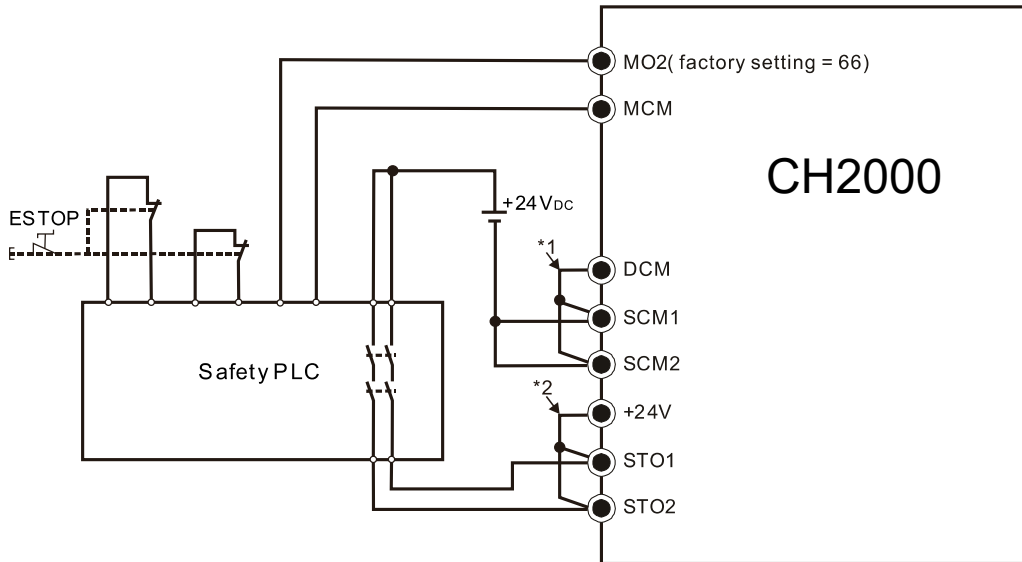 MO2( factory setting = 66)
MCM
CH2000
ESTOP
+24VDC
*1
DCM
SCM1
Safety PLC
SCM2
*2
+24V
STO1
STO2